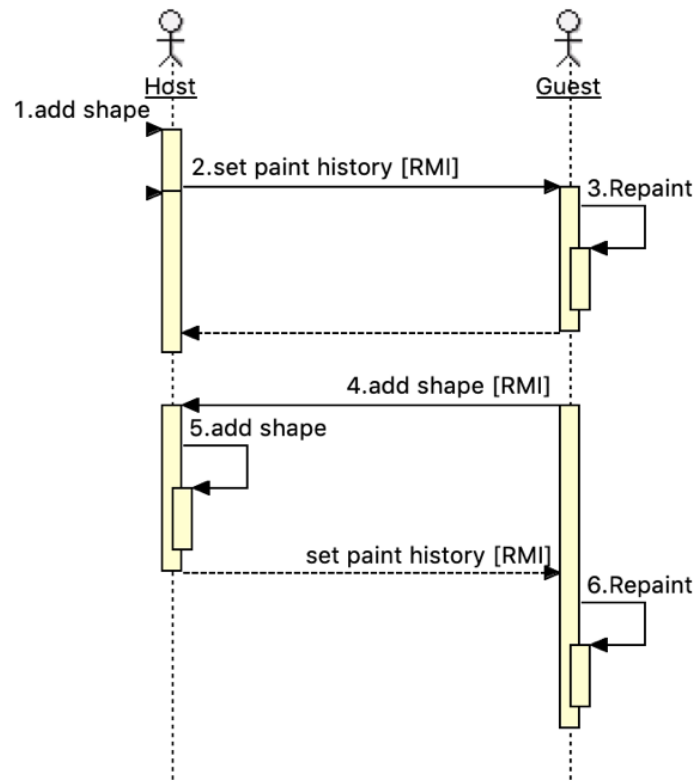 Host
Guest
1.add shape
2.set paint history [RMI]
3.Repaint
4.add shape [RMI]
5.add shape
set paint history [RMI]
6.Repaint